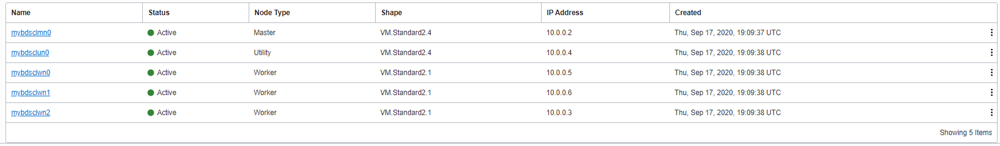 Name Status Node Type Shape IP Address Created
mybdsclmn0 Active Master VM.Standard2.4 10.0.0.2 Thu, Sep 17, 2020, 19:09:37 UTC
mybdsclun0 Active Utility VM.Standard2.4 10.0.0.4 Thu, Sep 17, 2020, 19:09:38 UTC
mybdsclwn0 Active Worker VM.Standard2.1 10.0.0.5 Thu, Sep 17, 2020, 19:09:38 UTC
mybdsclwn1 Active Worker VM.Standard2.1 10.0.0.6 Thu, Sep 17, 2020, 19:09:38 UTC
mybdsclwn2 Active Worker VM.Standard2.1 10.0.0.3 Thu, Sep 17, 2020, 19:09:38 UTC
Showing 5 Items